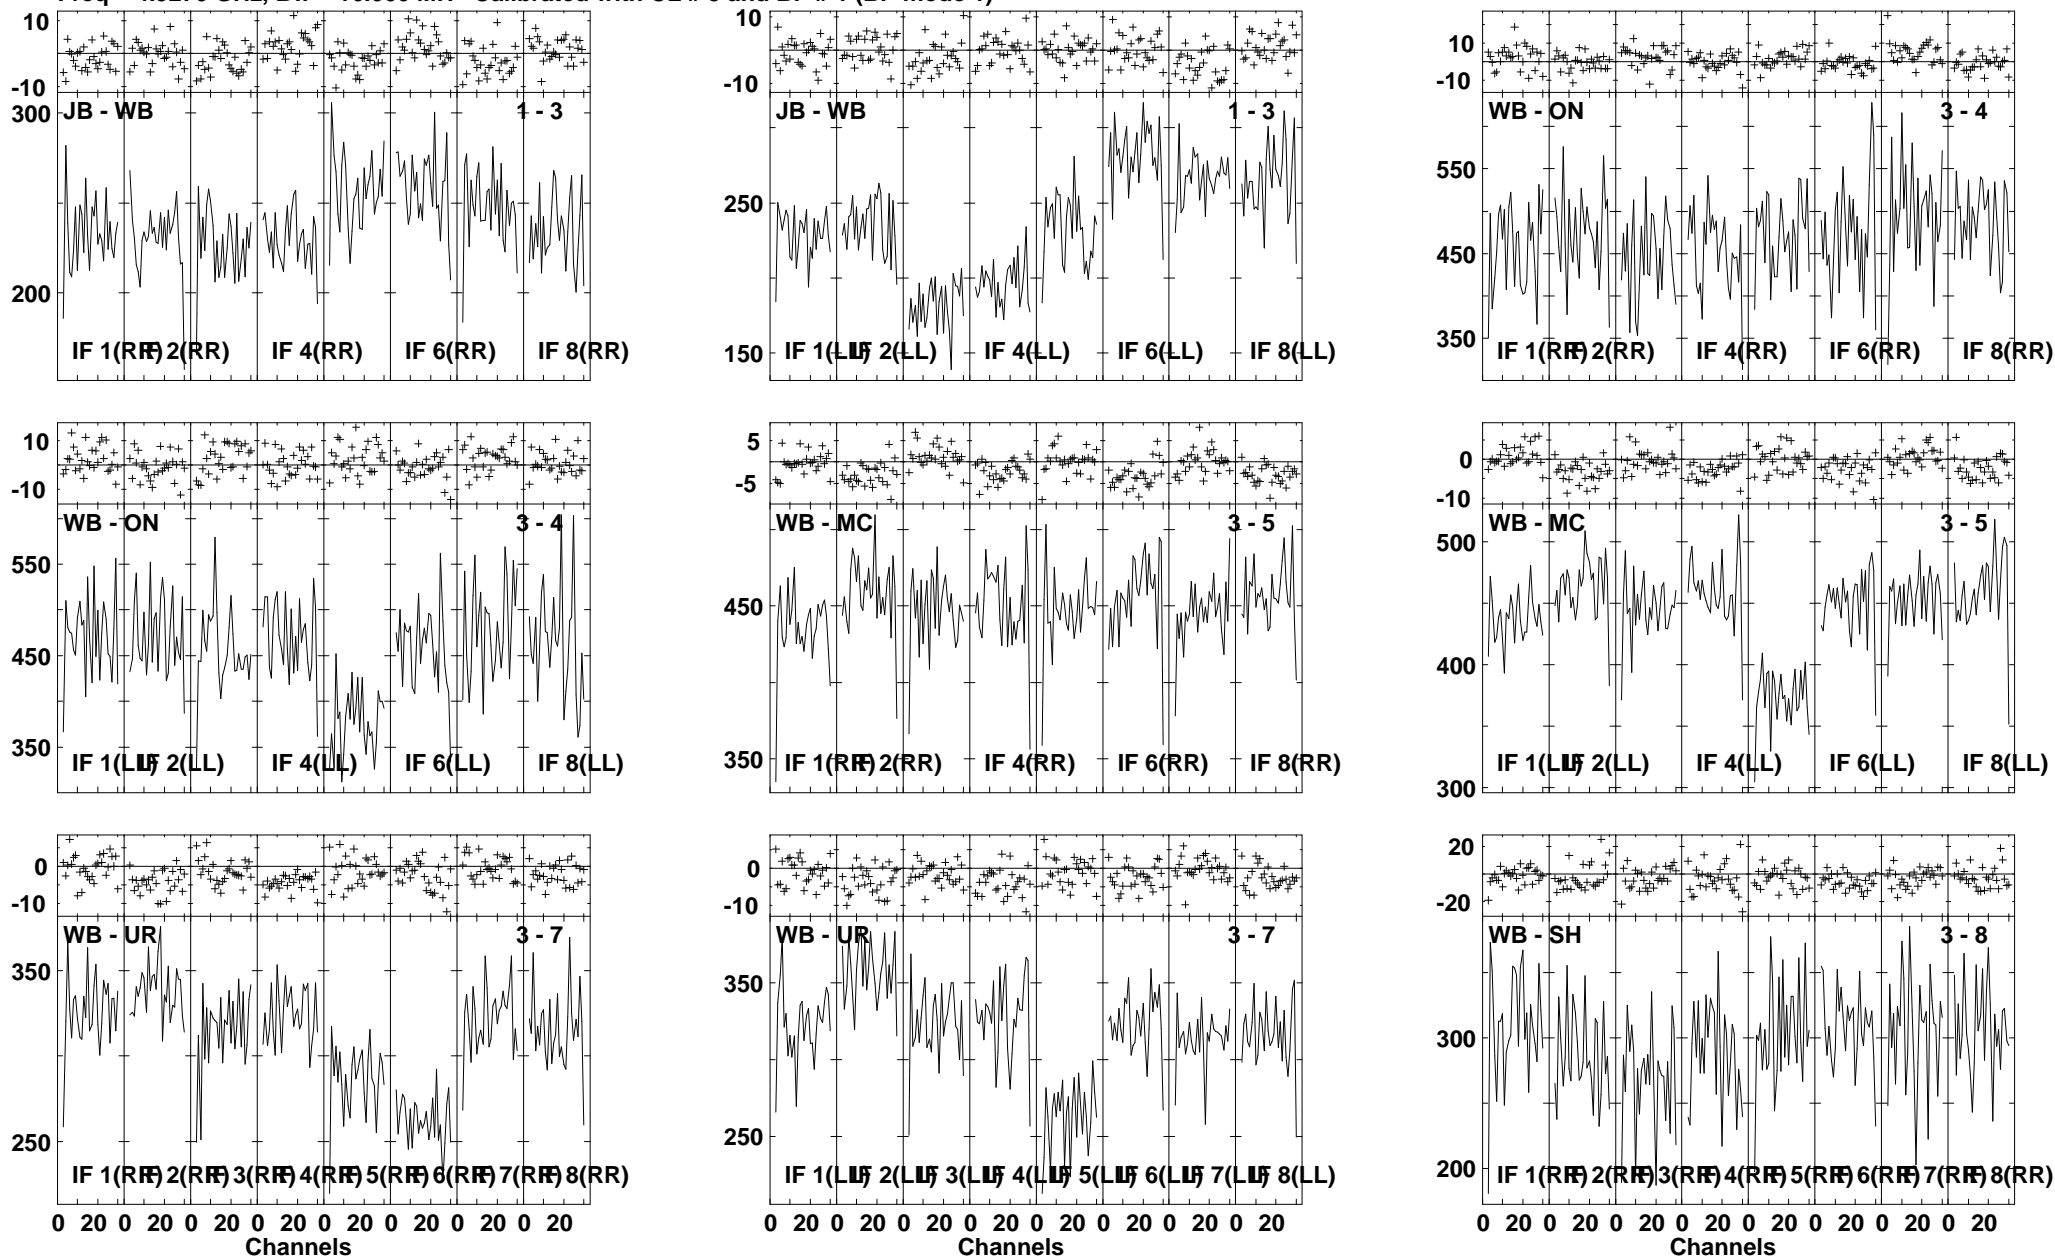 10
-10
JB - WB 1 - 3
300
200
IF 1(RR) IF 2(RR) IF 4(RR) IF 6(RR) IF 8(RR)
10
-10
JB - WB 1 - 3
250
150
IF 1(LL) IF 2(LL) IF 4(LL) IF 6(LL) IF 8(LL)
10
-10
WB - ON 3 - 4
550
450
350
IF 1(RR) IF 2(RR) IF 4(RR) IF 6(RR) IF 8(RR)
10
-10
WB - ON 3 - 4
550
450
350
IF 1(LL) IF 2(LL) IF 4(LL) IF 6(LL) IF 8(LL)
5
-5
WB - MC 3 - 5
450
350
IF 1(RR) IF 2(RR) IF 4(RR) IF 6(RR) IF 8(RR)
0
-10
WB - MC 3 - 5
500
400
300
IF 1(LL) IF 2(LL) IF 4(LL) IF 6(LL) IF 8(LL)
0
-10
WB - UR 3 - 7
350
250
IF 1(RR) IF 2(RR) IF 3(RR) IF 4(RR) IF 5(RR) IF 6(RR) IF 7(RR) IF 8(RR)
0 20 0 20 0 20 0 20 0 20 0 20 0 20 0 20
Channels
0
-10
WB - UR 3 - 7
350
250
IF 1(LL) IF 2(LL) IF 3(LL) IF 4(LL) IF 5(LL) IF 6(LL) IF 7(LL) IF 8(LL)
0 20 0 20 0 20 0 20 0 20 0 20 0 20 0 20
Channels
20
-20
WB - SH 3 - 8
300
200
IF 1(RR) IF 2(RR) IF 3(RR) IF 4(RR) IF 5(RR) IF 6(RR) IF 7(RR) IF 8(RR)
0 20 0 20 0 20 0 20 0 20 0 20 0 20 0 20
Channels